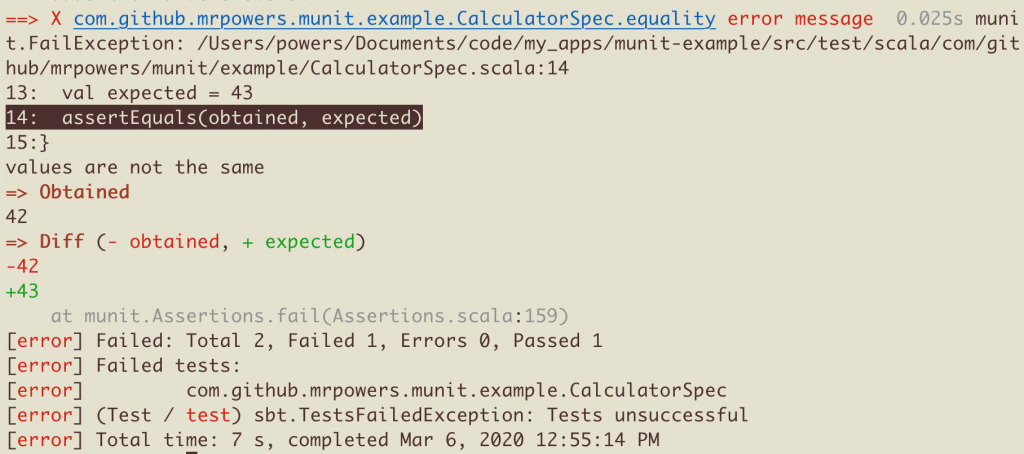 ==> X com.github.mrpowers.munit.example.CalculatorSpec.equality error message  0.025s muni
t.FailException: /Users/powers/Documents/code/my_apps/munit-example/src/test/scala/com/git
hub/mrpowers/munit/example/CalculatorSpec.scala:14
13:  val expected = 43
14:  assertEquals(obtained, expected)
15:}
values are not the same
=> Obtained
42
=> Diff (- obtained, + expected)
-42
+43
    at munit.Assertions.fail(Assertions.scala:159)
[error] Failed: Total 2, Failed 1, Errors 0, Passed 1
[error] Failed tests:
[error]         com.github.mrpowers.munit.example.CalculatorSpec
[error] (Test / test) sbt.TestsFailedException: Tests unsuccessful
[error] Total time: 7 s, completed Mar 6, 2020 12:55:14 PM